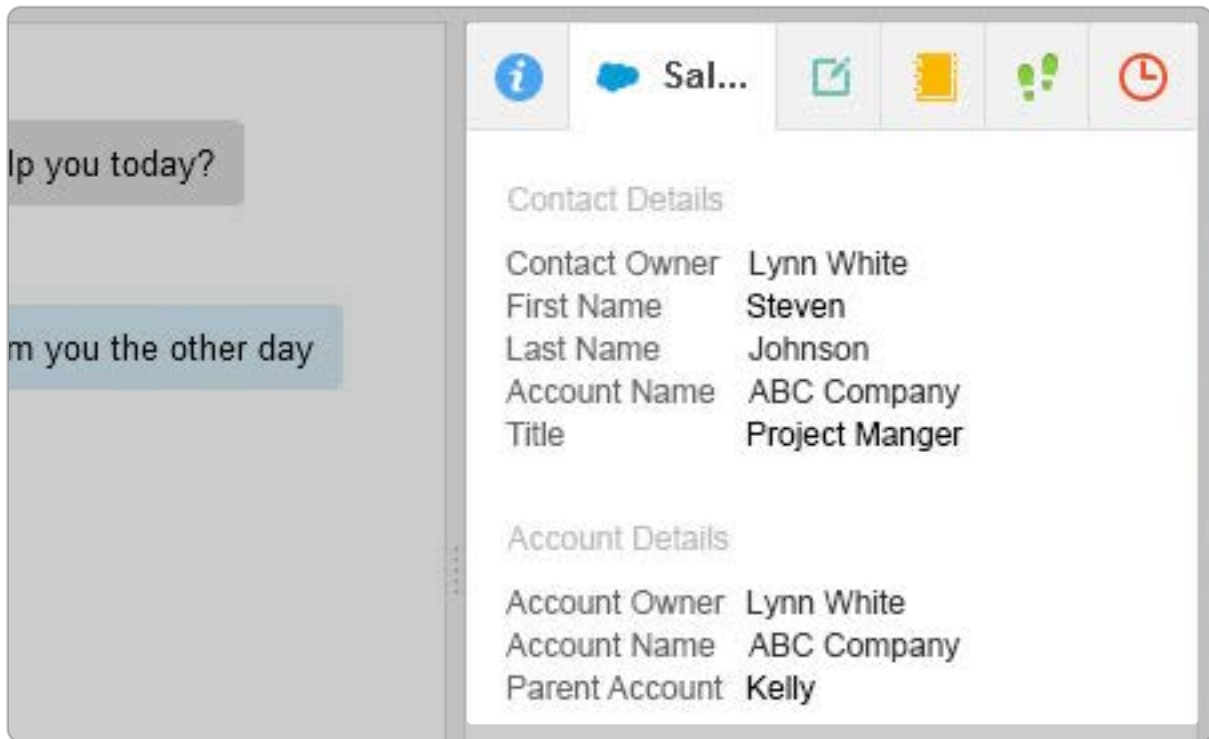 Sal...
lp you today?
m you the other day
Contact Details
Contact Owner Lynn White
First Name Steven
Last Name Johnson
Account Name ABC Company
Title Project Manger
Account Details
Account Owner Lynn White
Account Name ABC Company
Parent Account Kelly